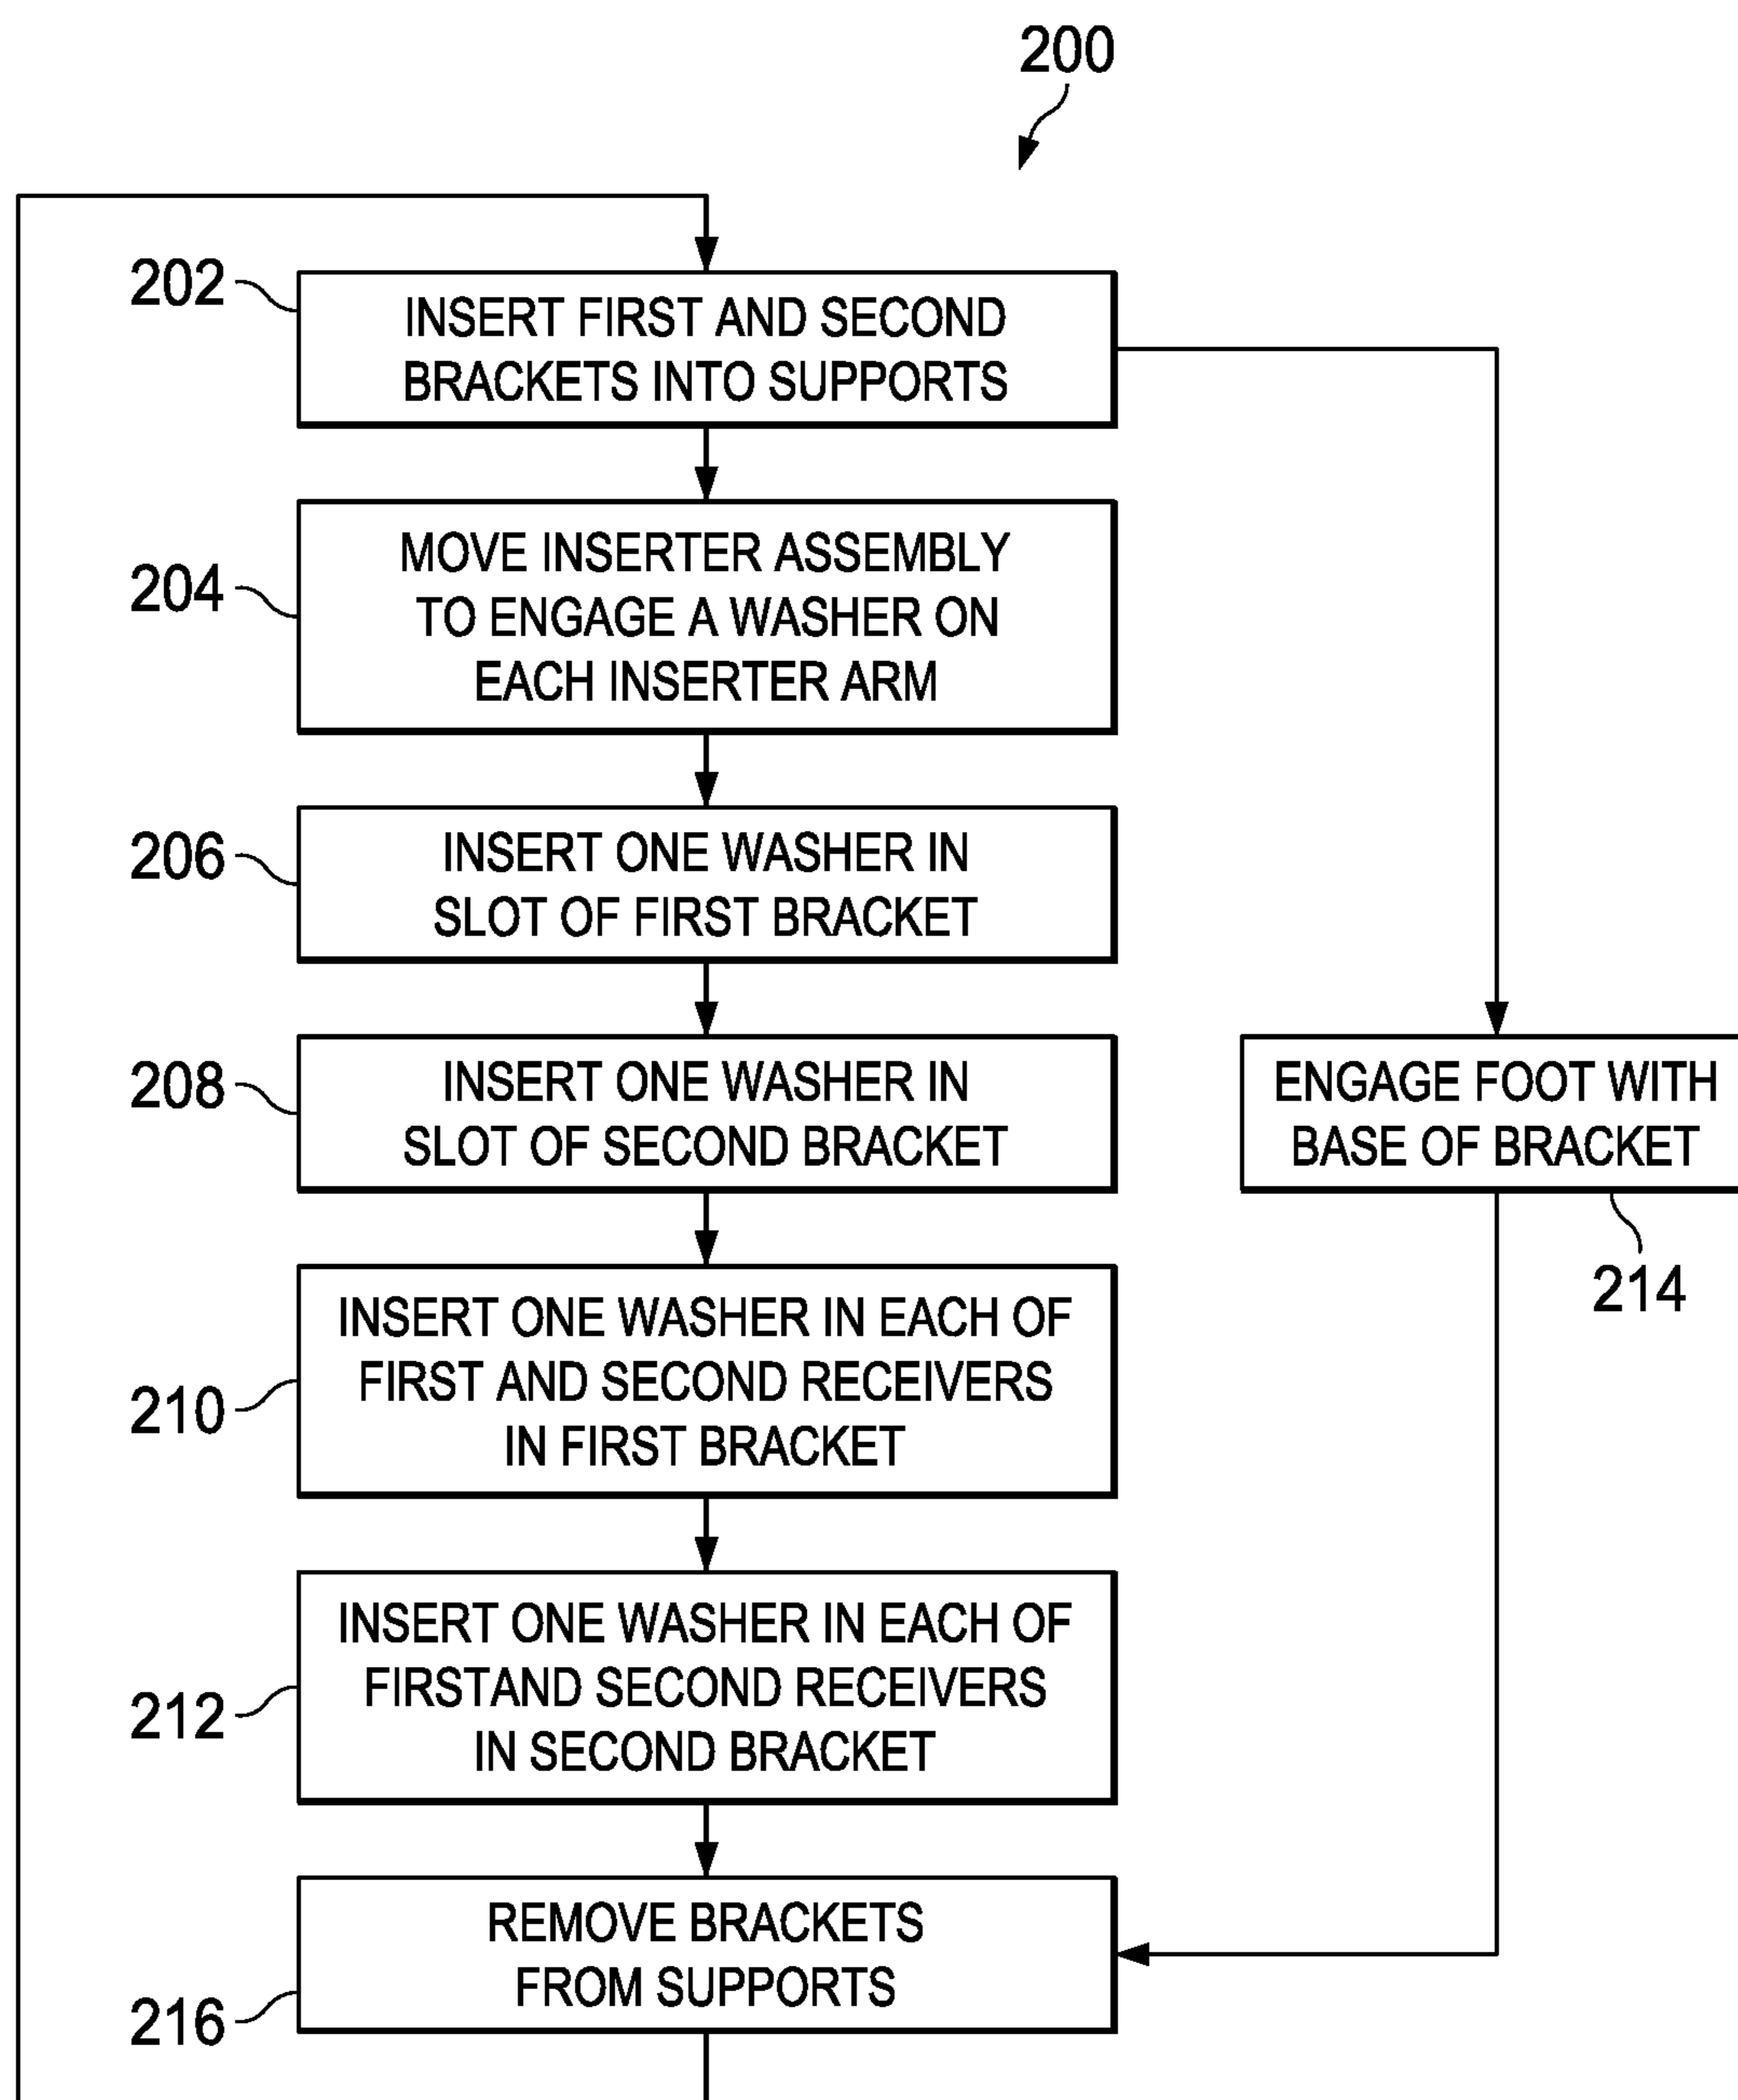 200
202
INSERT FIRST AND SECOND
BRACKETS INTO SUPPORTS
204
MOVE INSERTER ASSEMBLY
TO ENGAGE A WASHER ON
EACH INSERTER ARM
206
INSERT ONE WASHER IN
SLOT OF FIRST BRACKET
208
INSERT ONE WASHER IN
SLOT OF SECOND BRACKET
ENGAGE FOOT WITH
BASE OF BRACKET
214
210
INSERT ONE WASHER IN EACH OF
FIRST AND SECOND RECEIVERS
IN FIRST BRACKET
212
INSERT ONE WASHER IN EACH OF
FIRSTAND SECOND RECEIVERS
IN SECOND BRACKET
216
REMOVE BRACKETS
FROM SUPPORTS